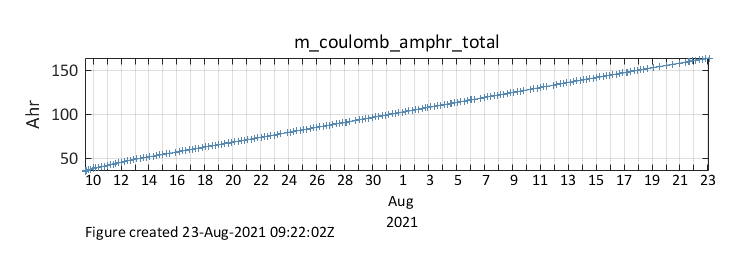 m_coulomb_amphr_total
Ahr
150
100
50
10 12 14 16 18 20 22 24 26 28 30 1 3 5 7 9 11 13 15 17 19 21 23
Aug
2021
Figure created 23-Aug-2021 09:22:02Z